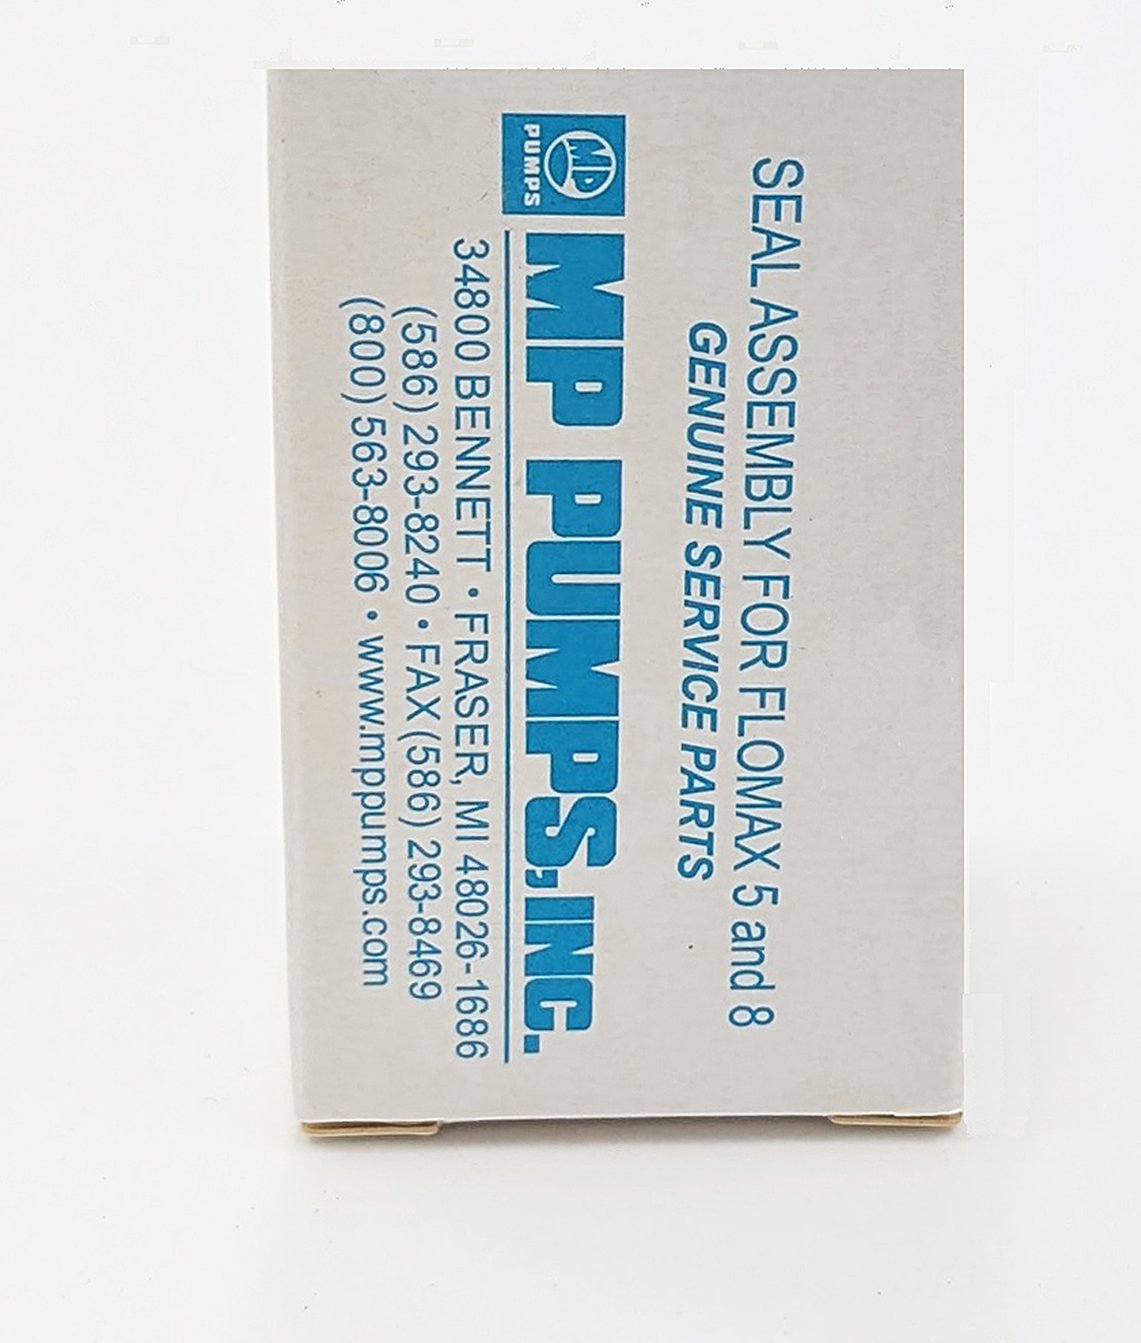 SEAL ASSEMBLY FOR FLOMAX 5 and 8
GENUINE SERVICE PARTS
MP
PUMPS
MP PUMPS, INC.
34800 BENNETT • FRASER, MI 48026-1686
(586) 293-8240 • FAX (586) 293-8469
(800) 563-8006 • www.mppumps.com